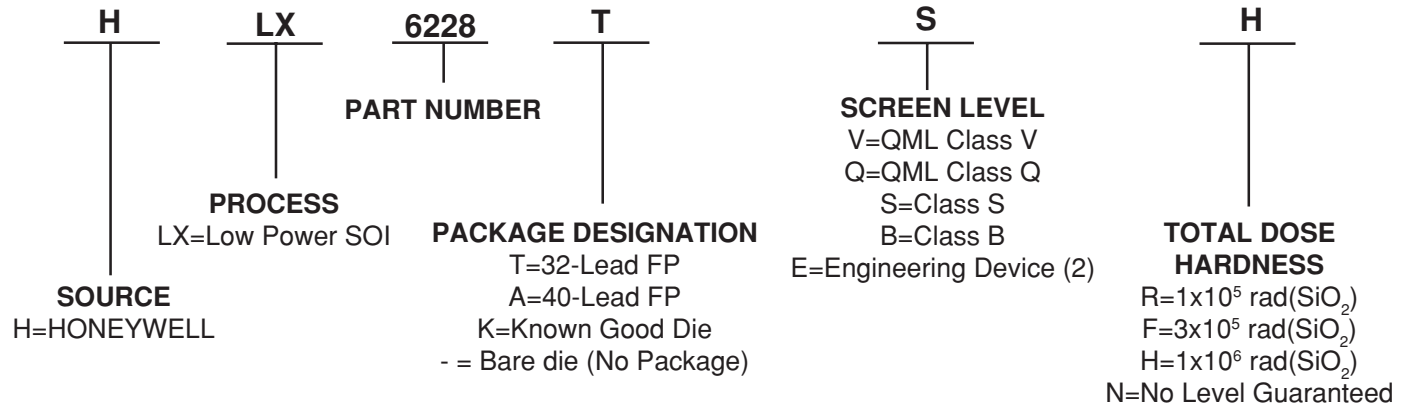 H LX 6228 T S H
PART NUMBER
PROCESS
LX=Low Power SOI
SOURCE
H=HONEYWELL
PACKAGE DESIGNATION
T=32-Lead FP
A=40-Lead FP
K=Known Good Die
- = Bare die (No Package)
SCREEN LEVEL
V=QML Class V
Q=QML Class Q
S=Class S
B=Class B
E=Engineering Device (2)
TOTAL DOSE
HARDNESS
R=1x10⁵ rad(SiO₂)
F=3x10⁵ rad(SiO₂)
H=1x10⁶ rad(SiO₂)
N=No Level Guaranteed